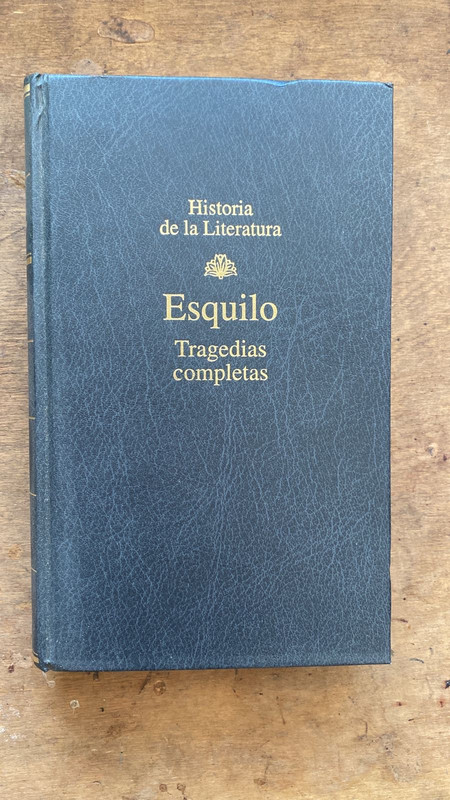 Historia
de la Literatura
Esquilo
Tragedias
completas